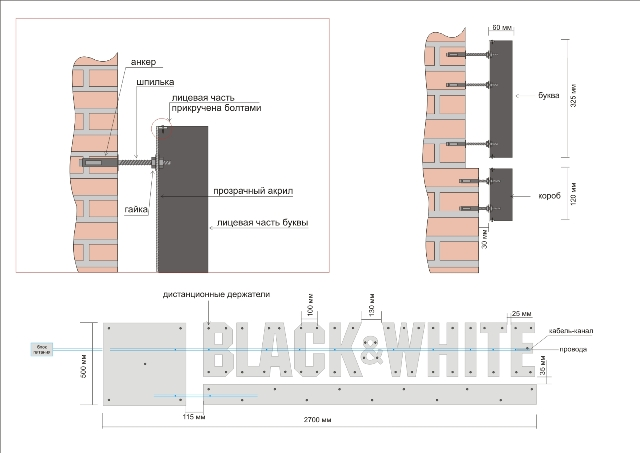 анкер
шпилька
лицевая часть
прикручена болтами
гайка
прозрачный акрил
лицевая часть буквы
60 мм
буква
325 мм
короб
120 мм
30 мм
дистанционные держатели
100 мм
130 мм
25 мм
кабель-канал
провода
блок
питания
500 мм
BLACK&WHITE
35 мм
115 мм
2700 мм